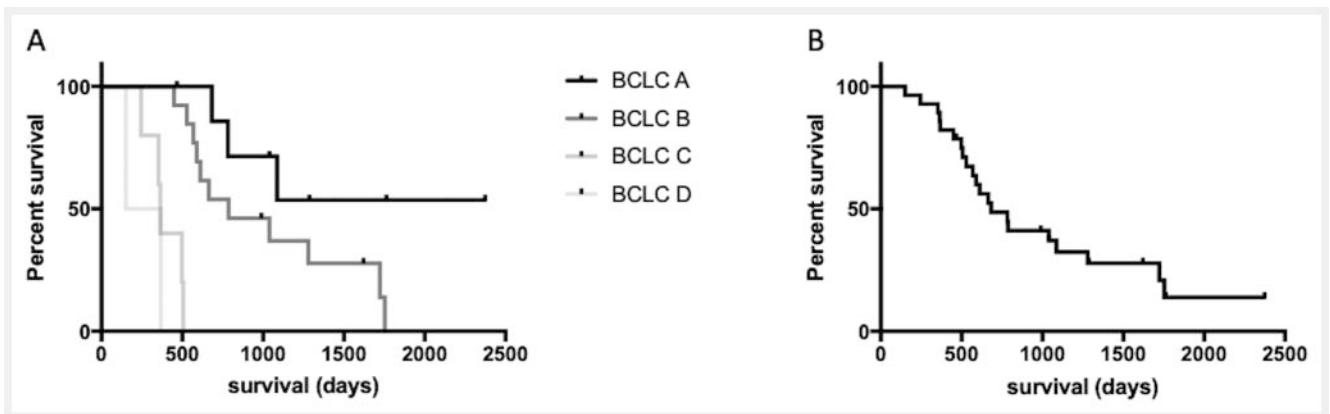 A
Percent survival
100
50
0
0 500 1000 1500 2000 2500
survival (days)
BCLC A
BCLC B
BCLC C
BCLC D
B
Percent survival
100
50
0
0 500 1000 1500 2000 2500
survival (days)